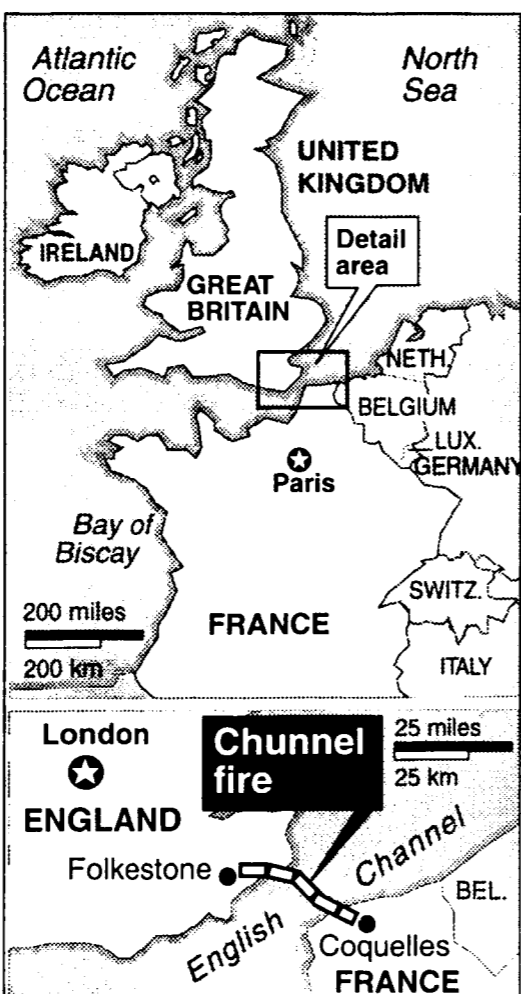 Atlantic
Ocean
North
Sea
UNITED
KINGDOM
Detail
area
IRELAND
GREAT
BRITAIN
NETH.
BELGIUM
LUX.
GERMANY
Paris
Bay of
Biscay
SWITZ.
200 miles
200 km
FRANCE
ITALY
London
ENGLAND
Chunnel
fire
25 miles
25 km
Channel
Folkestone
BEL.
English
Coquelles
FRANCE